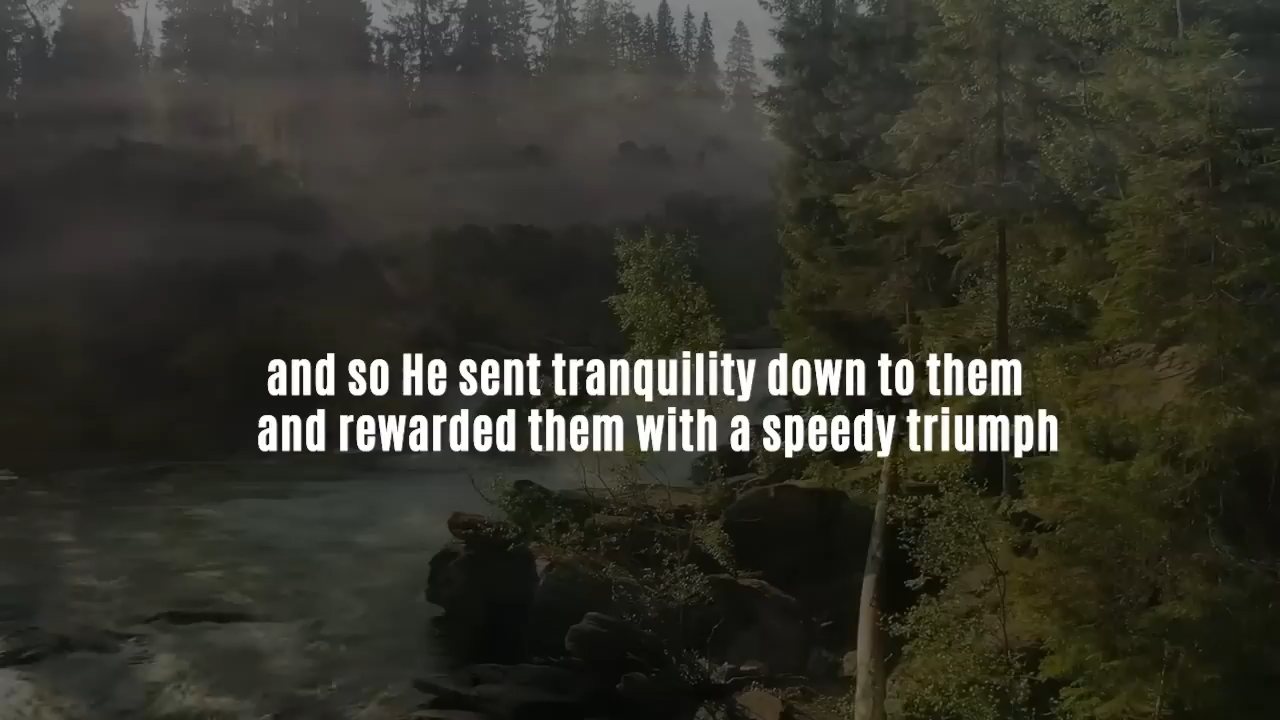 and so He sent tranquility down to them
and rewarded them with a speedy triumph